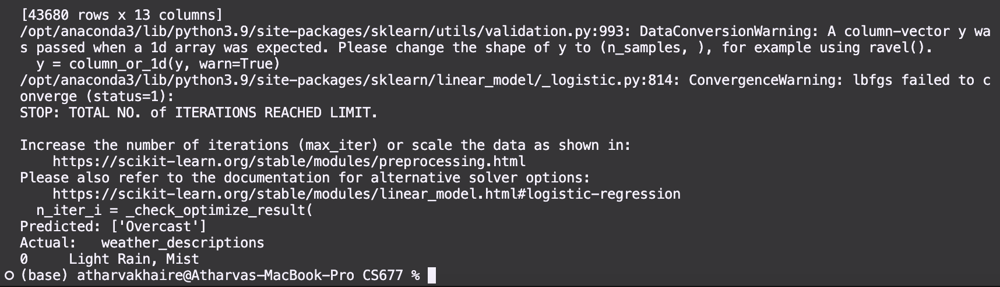 [43680 rows x 13 columns]
/opt/anaconda3/lib/python3.9/site-packages/sklearn/utils/validation.py:993: DataConversionWarning: A column-vector y wa
s passed when a 1d array was expected. Please change the shape of y to (n_samples, ), for example using ravel().
  y = column_or_1d(y, warn=True)
/opt/anaconda3/lib/python3.9/site-packages/sklearn/linear_model/_logistic.py:814: ConvergenceWarning: lbfgs failed to c
onverge (status=1):
STOP: TOTAL NO. of ITERATIONS REACHED LIMIT.

Increase the number of iterations (max_iter) or scale the data as shown in:
    https://scikit-learn.org/stable/modules/preprocessing.html
Please also refer to the documentation for alternative solver options:
    https://scikit-learn.org/stable/modules/linear_model.html#logistic-regression
  n_iter_i = _check_optimize_result(
Predicted: ['Overcast']
Actual:   weather_descriptions
0     Light Rain, Mist
(base) atharvakhaire@Atharvas-MacBook-Pro CS677 %